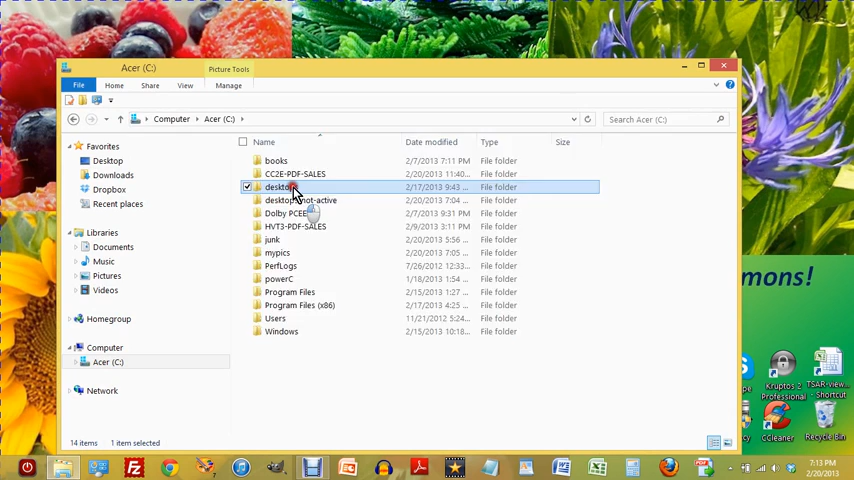 Acer (C:)
Picture Tools
File Home Share View Manage
Computer Acer (C:)
Search Acer (C:)
Name Date modified Type Size
Favorites
Desktop
Downloads
Dropbox
Recent places
Libraries
Documents
Music
Pictures
Videos
Homegroup
Computer
Acer (C:)
Network
books 2/7/2013 7:11 PM File folder
CC2E-PDF-SALES 2/20/2013 11:40... File folder
2/17/2013 9:43 ... File folder
2/20/2013 7:04 ... File folder
Dolby PCEE 2/7/2013 9:31 PM File folder
HVT3-PDF-SALES 2/9/2013 3:11 PM File folder
junk 2/20/2013 5:56 ... File folder
mypics 2/20/2013 7:05 ... File folder
PerfLogs 7/26/2012 12:33... File folder
powerC 1/18/2013 1:54 ... File folder
Program Files 2/15/2013 1:27 ... File folder
Program Files (x86) 2/17/2013 4:25 ... File folder
Users 11/21/2012 5:24... File folder
Windows 2/15/2013 10:18... File folder
14 items 1 item selected
mons!
ype
Kruptos 2
Professional
TSAR-view...
- Shortcut
CCleaner
Recycle Bin
7:13 PM
2/20/2013